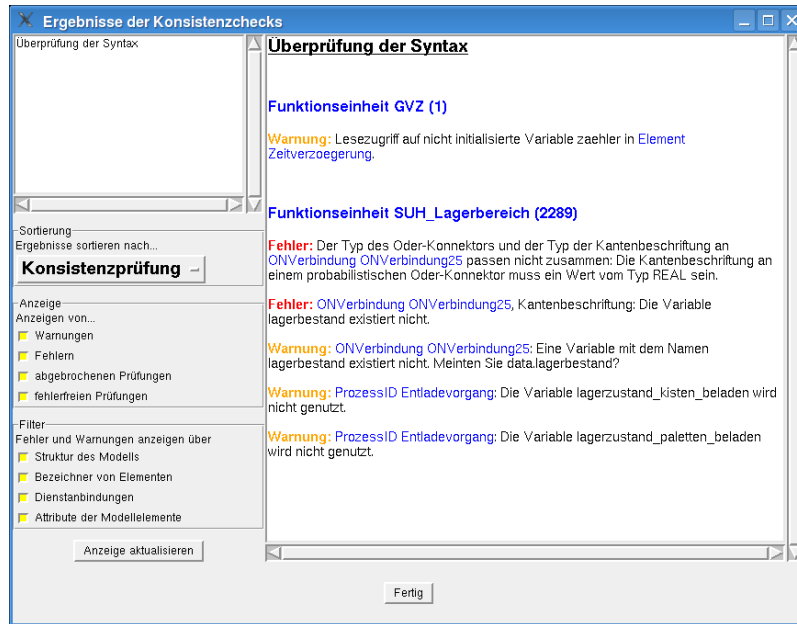 Ergebnisse der Konsistenzchecks
Überprüfung der Syntax
Sortierung
Ergebnisse sortieren nach...
Konsistenzprüfung
Anzeige
Anzeigen von...
Warnungen
Fehlern
abgebrochenen Prüfungen
fehlerfreien Prüfungen
Filter
Fehler und Warnungen anzeigen über
Struktur des Modells
Bezeichner von Elementen
Dienstanbindungen
Attribute der Modellelemente
Anzeige aktualisieren
Überprüfung der Syntax
Funktionseinheit GVZ (1)
Warnung: Lesezugriff auf nicht initialisierte Variable zaehler in Element
Zeitverzoegerung.
Funktionseinheit SUH_Lagerbereich (2289)
Fehler: Der Typ des Oder-Konnektors und der Typ der Kantenbeschriftung an
ONVerbindung ONVerbindung25 passen nicht zusammen: Die Kantenbeschriftung an
einem probabilistischen Oder-Konnektor muss ein Wert vom Typ REAL sein.
Fehler: ONVerbindung ONVerbindung25, Kantenbeschriftung: Die Variable
lagerbestand existiert nicht.
Warnung: ONVerbindung ONVerbindung25: Eine Variable mit dem Namen
lagerbestand existiert nicht. Meinten Sie data.lagerbestand?
Warnung: ProzessID Entladevorgang: Die Variable lagerzustand_kisten_beladen wird
nicht genutzt.
Warnung: ProzessID Entladevorgang: Die Variable lagerzustand_paletten_beladen
wird nicht genutzt.
Fertig